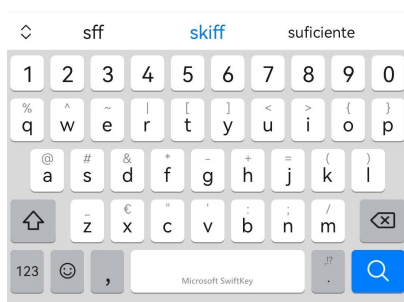 sff skiff suficiente
1 2 3 4 5 6 7 8 9 0
% ^ ~ | [ ] < > { }
q w e r t y u i o p
@ # & * - + = ( )
a s d f g h j k l
_ € " ' : ; /
z x c v b n m
123 , Microsoft SwiftKey ,!? .